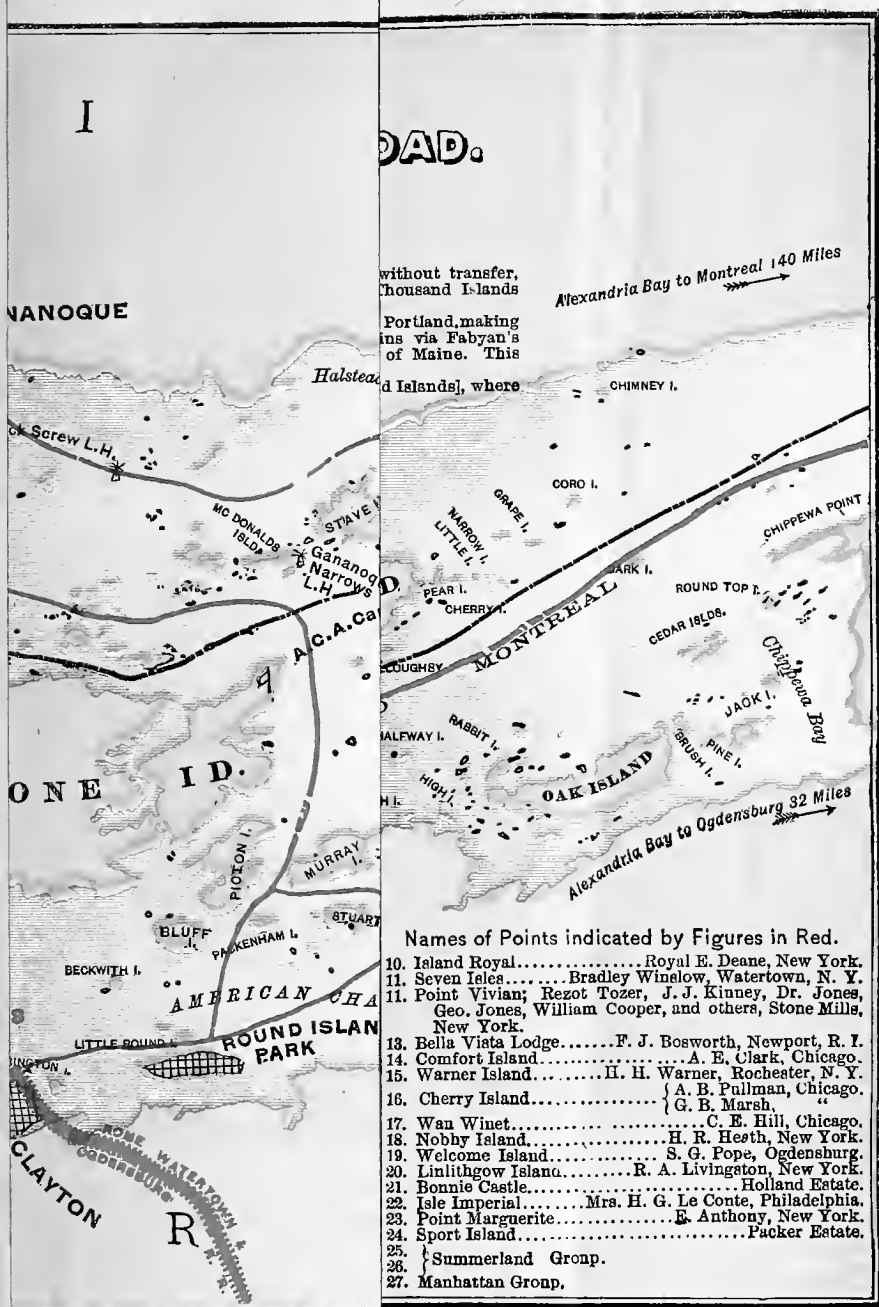 I
OAD.
without transfer,
Thousand Islands
Portland, making
ins via Fabyan's
of Maine. This
d Islands], where
Alexandria Bay to Montreal 140 Miles
NANOQUE
Halstead
CHIMNEY I.
ck Screw L.H.
CORO I.
GRAPE I.
NARROW I.
LITTLE I.
STAVE I
MC DONALDS
ISLDS
Gananoq
Narrows
L.H
CHIPPEWA POINT
DARK I.
ROUND TOP I.
D.
PEAR I.
CHERRY I.
A.C.A. Ca
MONTREAL
CEDAR ISLDS.
LOUGHBY
Chippewa Bay
JACK I.
RABBIT I.
HALFWAY I.
PINE I.
BRUSH I.
HIGH I.
H I.
OAK ISLAND
ONE ID.
Alexandria Bay to Ogdensburg 32 Miles
PICTON I.
MURRAY
I.
BLUFF
I.
PACKENHAM I.
STUART
BECKWITH I.
AMERICAN CHA
LITTLE ROUND I.
ROUND ISLAN
PARK
INGTON I.
CLAYTON
ROME WATERTOWN &
OGDENSBURG
R. R.
R
Names of Points indicated by Figures in Red.
10. Island Royal...............Royal E. Deane, New York.
11. Seven Isles........Bradley Winslow, Watertown, N. Y.
11. Point Vivian; Rezot Tozer, J. J. Kinney, Dr. Jones,
Geo. Jones, William Cooper, and others, Stone Mills,
New York.
13. Bella Vista Lodge.......F. J. Bosworth, Newport, R. I.
14. Comfort Island..................A. E. Clark, Chicago.
15. Warner Island........H. H. Warner, Rochester, N. Y.
16. Cherry Island................{ A. B. Pullman, Chicago.
{ G. B. Marsh, "
17. Wan Winet.......................C. E. Hill, Chicago.
18. Nobby Island.................H. R. Heath, New York.
19. Welcome Island..............S. G. Pope, Ogdensburg.
20. Linlithgow Island........R. A. Livingston, New York.
21. Bonnie Castle.........................Holland Estate.
22. Isle Imperial......Mrs. H. G. Le Conte, Philadelphia.
23. Point Marguerite..............E. Anthony, New York.
24. Sport Island............................Packer Estate.
25. }
26. } Summerland Group.
27. Manhattan Group.